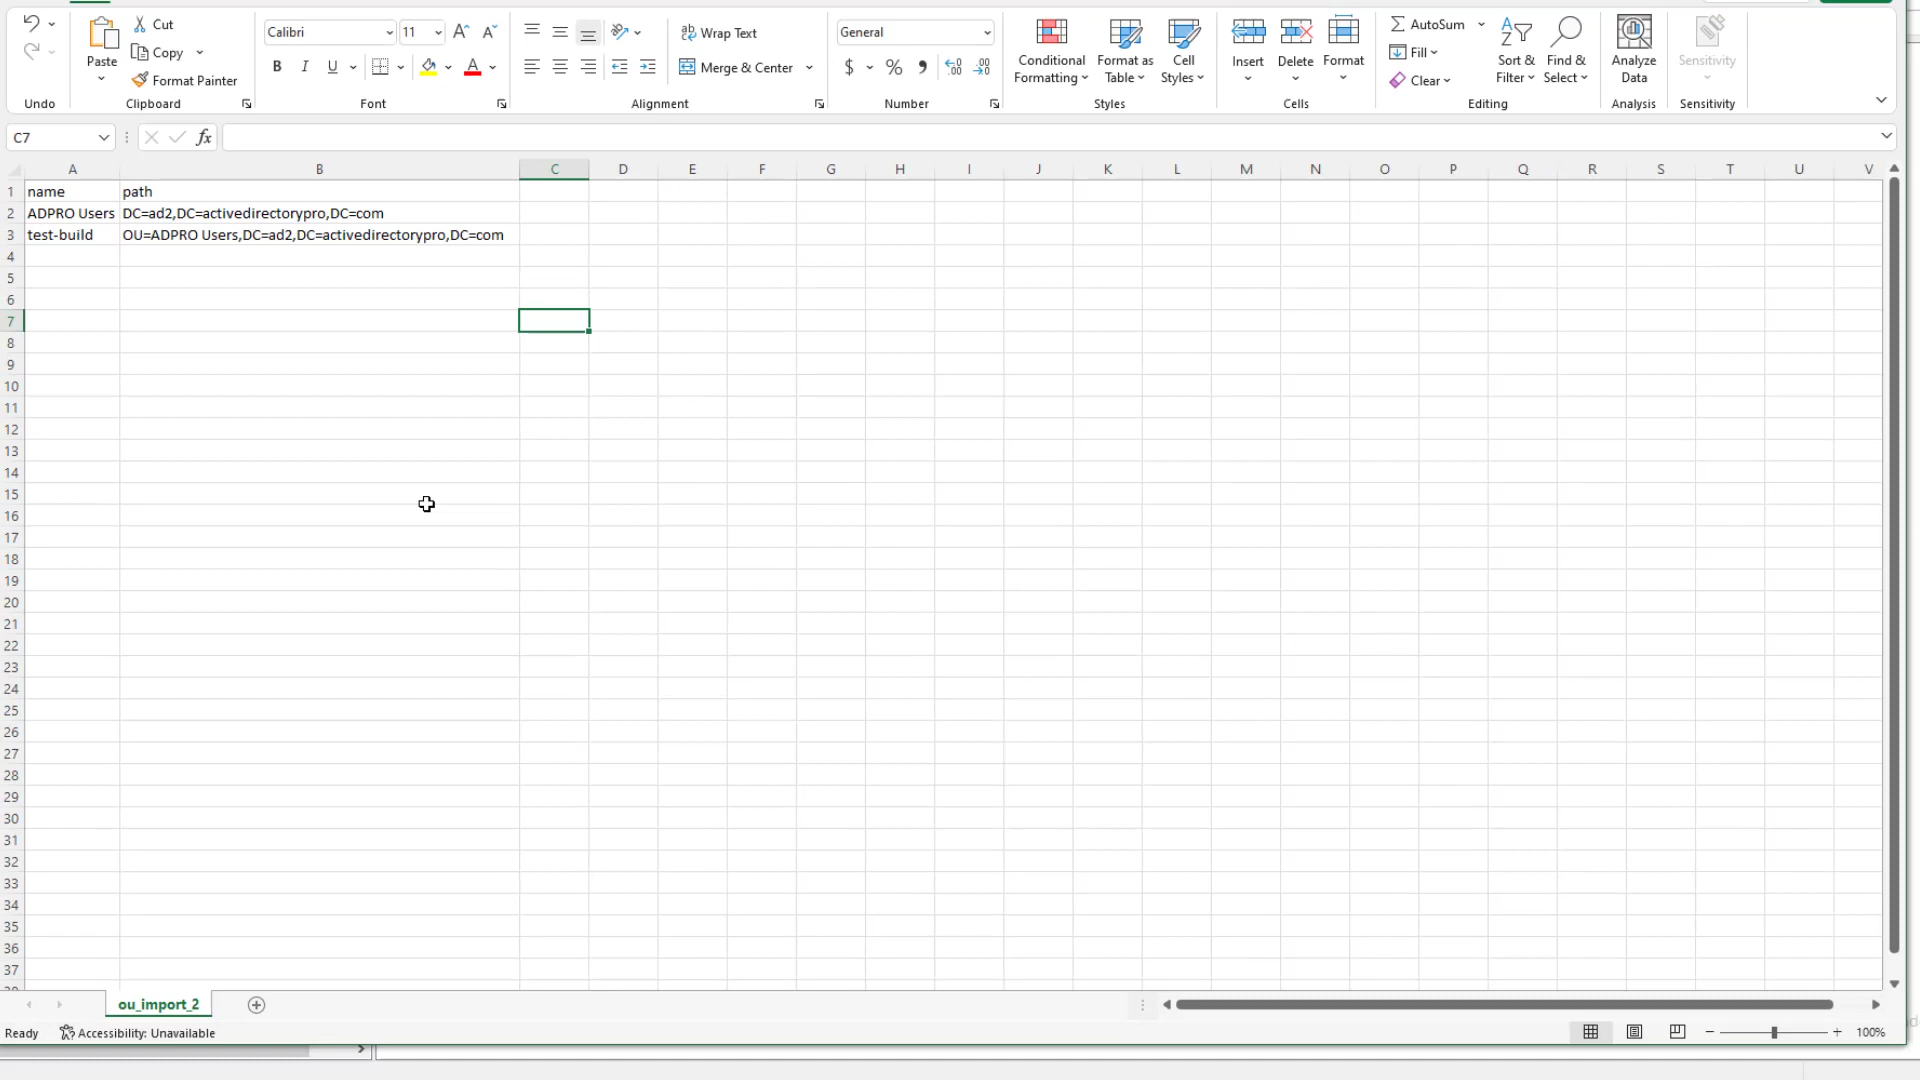 Cut
Copy
Format Painter
Paste
Undo
Clipboard
Calibri
11
A
A
B
I
U
A
Font
ab
Wrap Text
Merge & Center
Alignment
General
$
%
Number
Conditional
Formatting
Format as
Table
Cell
Styles
Styles
Insert
Delete
Format
Cells
AutoSum
Fill
Clear
Sort &
Filter
Find &
Select
Editing
Analyze
Data
Analysis
Sensitivity
Sensitivity
C7
fx
A B C D E F G H I J K L M N O P Q R S T U V
1 name path
2 ADPRO Users DC=ad2,DC=activedirectorypro,DC=com
3 test-build OU=ADPRO Users,DC=ad2,DC=activedirectorypro,DC=com
4
5
6
7
8
9
10
11
12
13
14
15
16
17
18
19
20
21
22
23
24
25
26
27
28
29
30
31
32
33
34
35
36
37
ou_import_2
Ready
Accessibility: Unavailable
100%